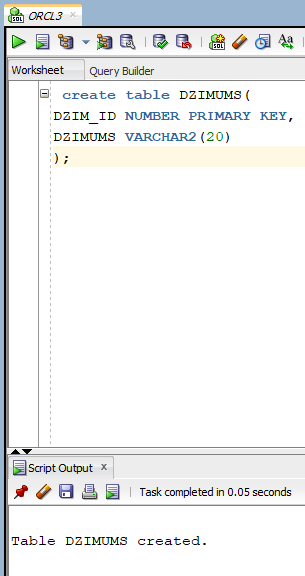 ORCL3
Worksheet
Query Builder
create table DZIMUMS(
DZIM_ID NUMBER PRIMARY KEY,
DZIMUMS VARCHAR2(20)
);
Script Output x
Task completed in 0.05 seconds
Table DZIMUMS created.